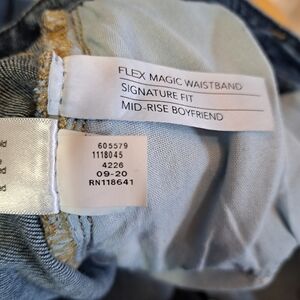 FLEX MAGIC WAISTBAND
SIGNATURE FIT
MID-RISE BOYFRIEND
605579
1118045
4226
09-20
RN118641